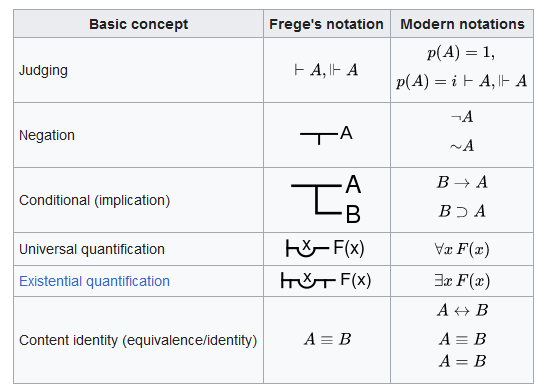 Basic concept Frege's notation Modern notations
Judging ⊢ A, ⊩ A p(A) = 1,
p(A) = i ⊢ A, ⊩ A
Negation A ¬A
∼A
Conditional (implication) A B → A
B B ⊃ A
Universal quantification x F(x) ∀x F(x)
Existential quantification x F(x) ∃x F(x)
Content identity (equivalence/identity) A ≡ B A ↔ B
A ≡ B
A = B